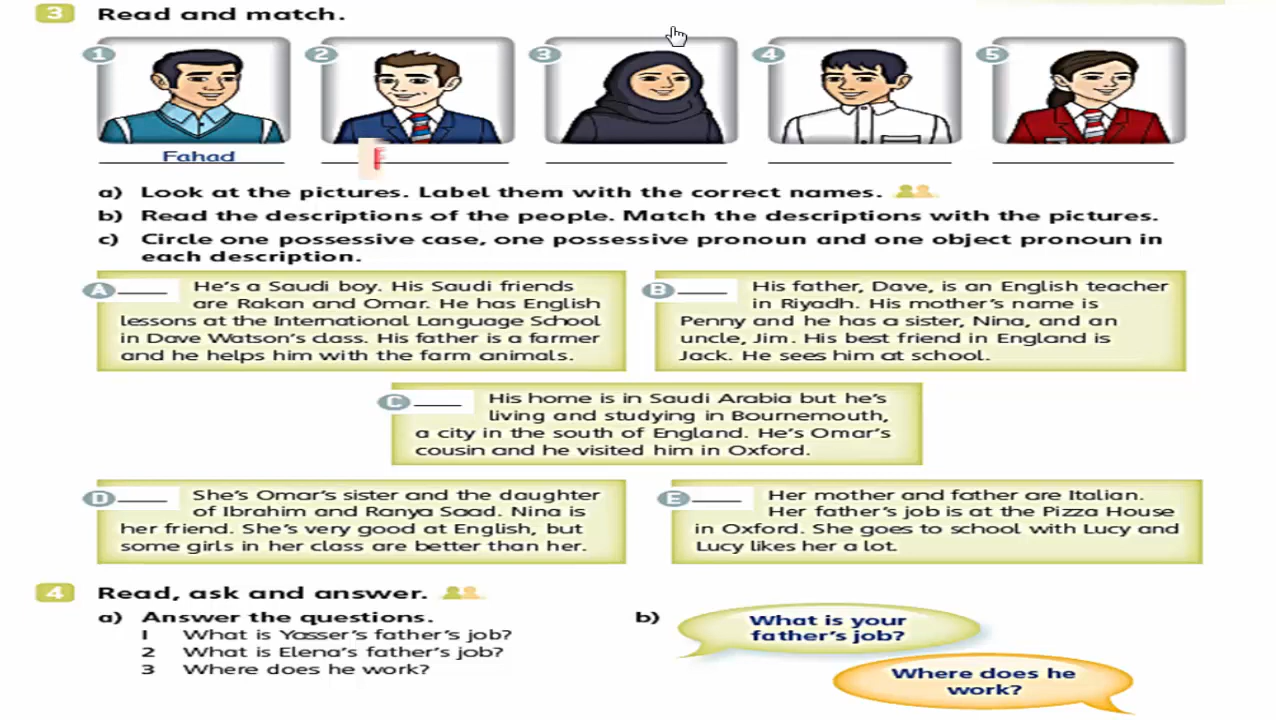 3 Read and match.
1 2 3 4 5
Fahad
a) Look at the pictures. Label them with the correct names.
b) Read the descriptions of the people. Match the descriptions with the pictures.
c) Circle one possessive case, one possessive pronoun and one object pronoun in
each description.
A ____ He's a Saudi boy. His Saudi friends
are Rakan and Omar. He has English
lessons at the International Language School
in Dave Watson's class. His father is a farmer
and he helps him with the farm animals.
B ____ His father, Dave, is an English teacher
in Riyadh. His mother's name is
Penny and he has a sister, Nina, and an
uncle, Jim. His best friend in England is
Jack. He sees him at school.
C ____ His home is in Saudi Arabia but he's
living and studying in Bournemouth,
a city in the south of England. He's Omar's
cousin and he visited him in Oxford.
D ____ She's Omar's sister and the daughter
of Ibrahim and Ranya Saad. Nina is
her friend. She's very good at English, but
some girls in her class are better than her.
E ____ Her mother and father are Italian.
Her father's job is at the Pizza House
in Oxford. She goes to school with Lucy and
Lucy likes her a lot.
4 Read, ask and answer.
a) Answer the questions.
1 What is Yasser's father's job?
2 What is Elena's father's job?
3 Where does he work?
b)
What is your
father's job?
Where does he
work?